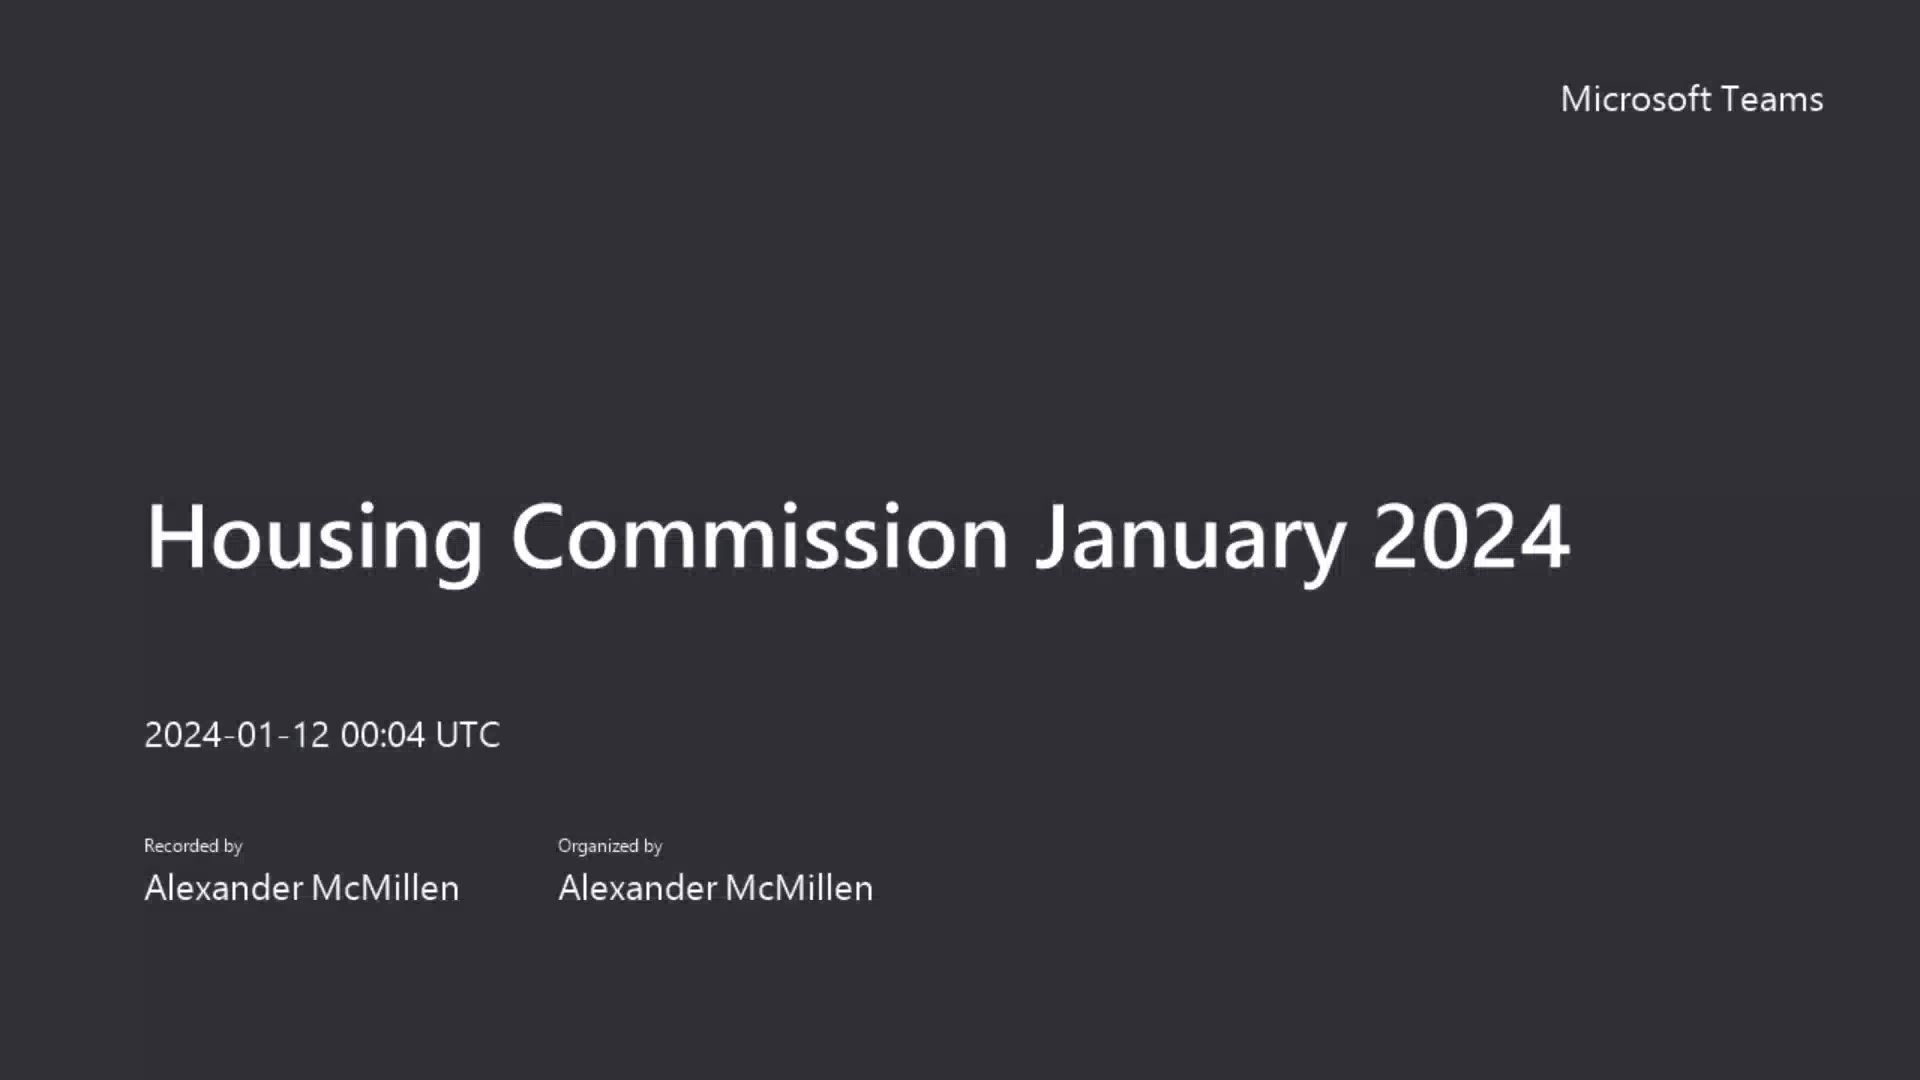 Microsoft Teams
Housing Commission January 2024
2024-01-12 00:04 UTC
Recorded by
Alexander McMillen
Organized by
Alexander McMillen